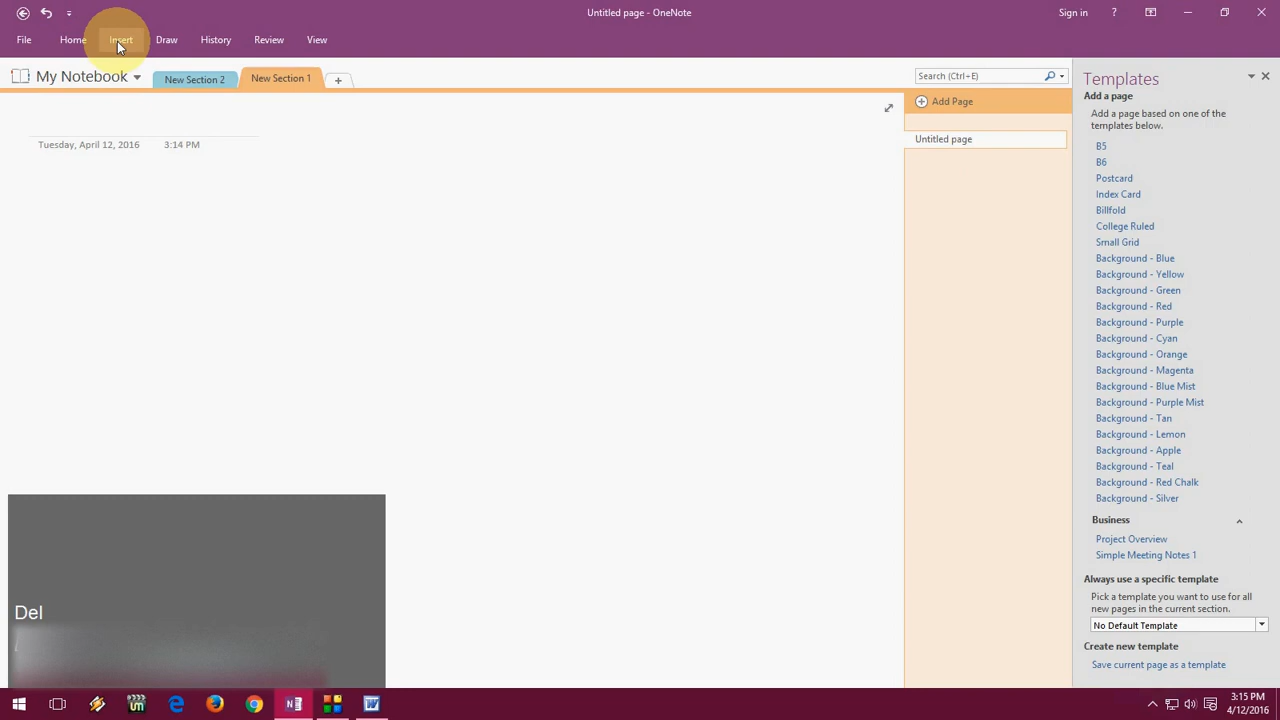 Untitled page - OneNote
Sign in
?
File
Home
Insert
Draw
History
Review
View
My Notebook
New Section 2
New Section 1
+
Search (Ctrl+E)
Add Page
Untitled page
Tuesday, April 12, 2016
3:14 PM
Del
Templates
Add a page
Add a page based on one of the
templates below.
B5
B6
Postcard
Index Card
Billfold
College Ruled
Small Grid
Background - Blue
Background - Yellow
Background - Green
Background - Red
Background - Purple
Background - Cyan
Background - Orange
Background - Magenta
Background - Blue Mist
Background - Purple Mist
Background - Tan
Background - Lemon
Background - Apple
Background - Teal
Background - Red Chalk
Background - Silver
Business
Project Overview
Simple Meeting Notes 1
Always use a specific template
Pick a template you want to use for all
new pages in the current section.
No Default Template
Create new template
Save current page as a template
3:15 PM
4/12/2016